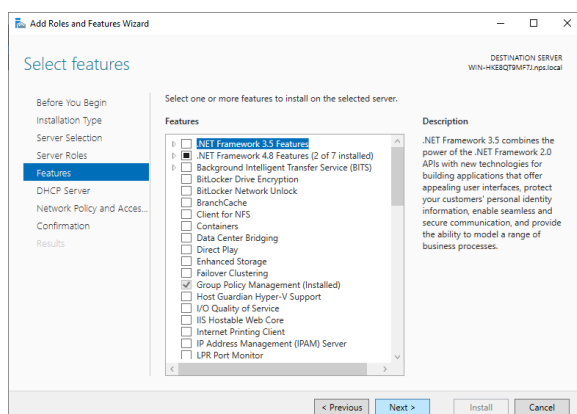 Add Roles and Features Wizard
Select features
DESTINATION SERVER
WIN-HKE8QT9MF7J.nps.local
Before You Begin
Installation Type
Server Selection
Server Roles
Features
DHCP Server
Network Policy and Acces...
Confirmation
Results
Select one or more features to install on the selected server.
Features
.NET Framework 3.5 Features
.NET Framework 4.8 Features (2 of 7 installed)
Background Intelligent Transfer Service (BITS)
BitLocker Drive Encryption
BitLocker Network Unlock
BranchCache
Client for NFS
Containers
Data Center Bridging
Direct Play
Enhanced Storage
Failover Clustering
Group Policy Management (Installed)
Host Guardian Hyper-V Support
I/O Quality of Service
IIS Hostable Web Core
Internet Printing Client
IP Address Management (IPAM) Server
LPR Port Monitor
Description
.NET Framework 3.5 combines the
power of the .NET Framework 2.0
APIs with new technologies for
building applications that offer
appealing user interfaces, protect
your customers' personal identity
information, enable seamless and
secure communication, and provide
the ability to model a range of
business processes.
< Previous
Next >
Install
Cancel